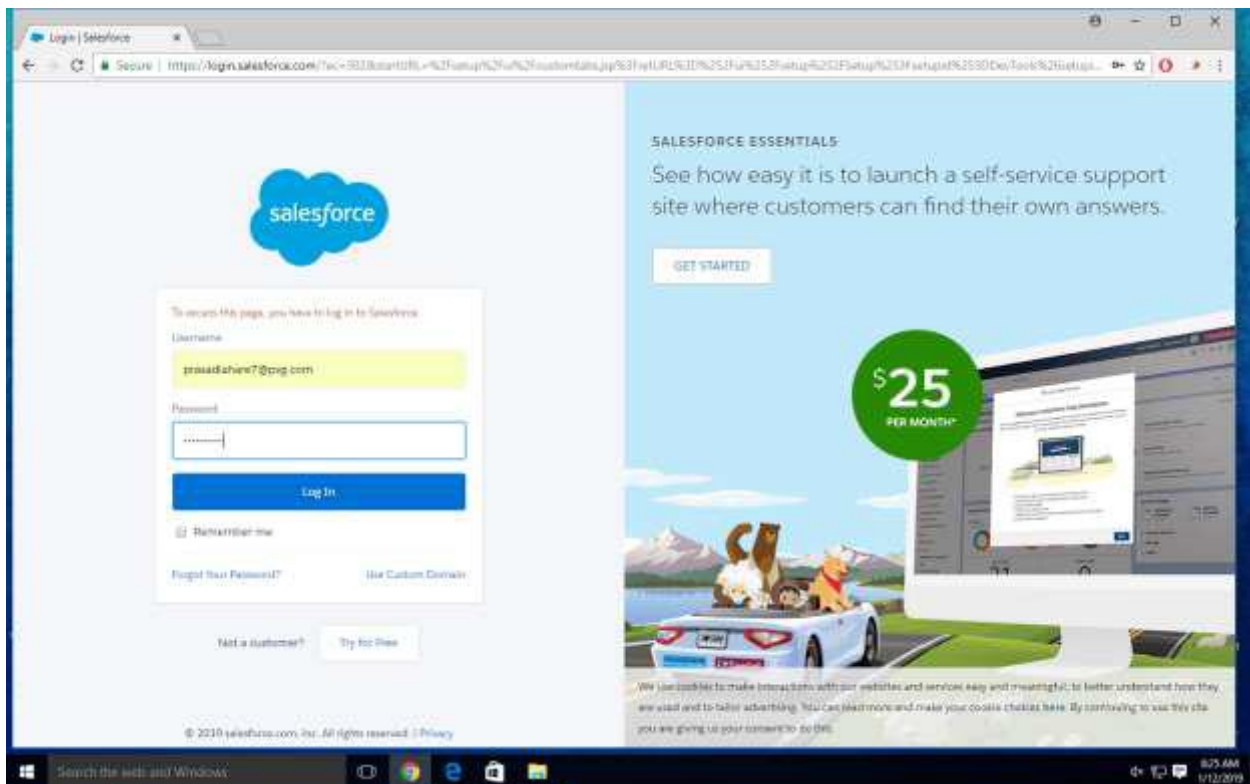 Login | Salesforce
Secure | https://login.salesforce.com
SALESFORCE ESSENTIALS
See how easy it is to launch a self-service support
site where customers can find their own answers.
GET STARTED
salesforce
To access this page, you have to log in to Salesforce.
Username
Password
Log In
Remember me
Forgot Your Password?
Use Custom Domain
Not a customer?
Try for Free
$25
PER MONTH*
We use cookies to make interactions with our websites and services easy and meaningful, to better understand how they
are used and to tailor advertising. You can read more and make your cookie choices here. By continuing to use this site
you are giving us your consent to do this.
© 2019 salesforce.com, inc. All rights reserved. | Privacy
Search the web and Windows
8:25 AM
1/12/2019